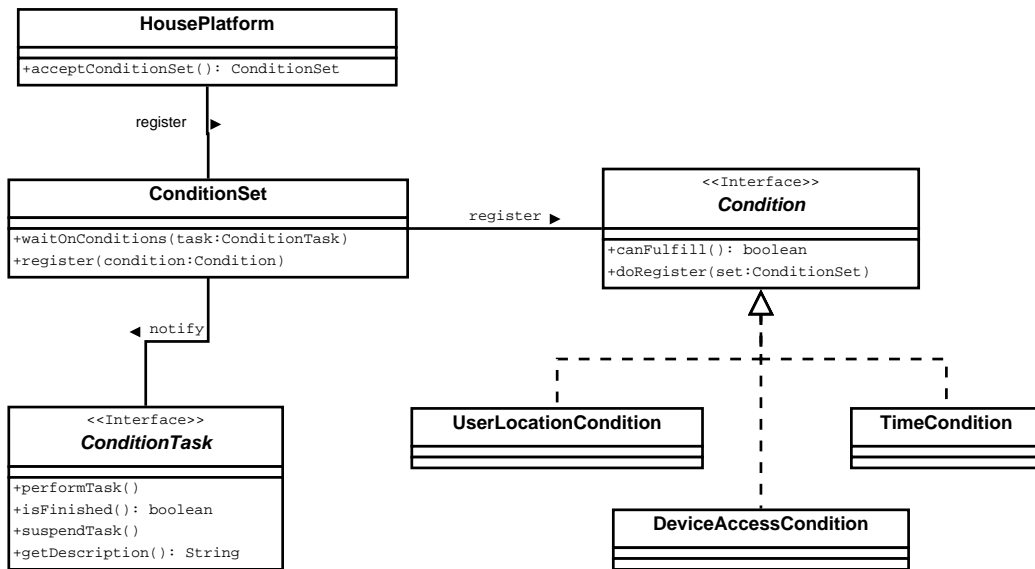 HousePlatform
+acceptConditionSet(): ConditionSet
register
ConditionSet
+waitOnConditions(task:ConditionTask)
+register(condition:Condition)
register
<<Interface>>
Condition
+canFulfill(): boolean
+doRegister(set:ConditionSet)
notify
<<Interface>>
ConditionTask
+performTask()
+isFinished(): boolean
+suspendTask()
+getDescription(): String
UserLocationCondition
TimeCondition
DeviceAccessCondition